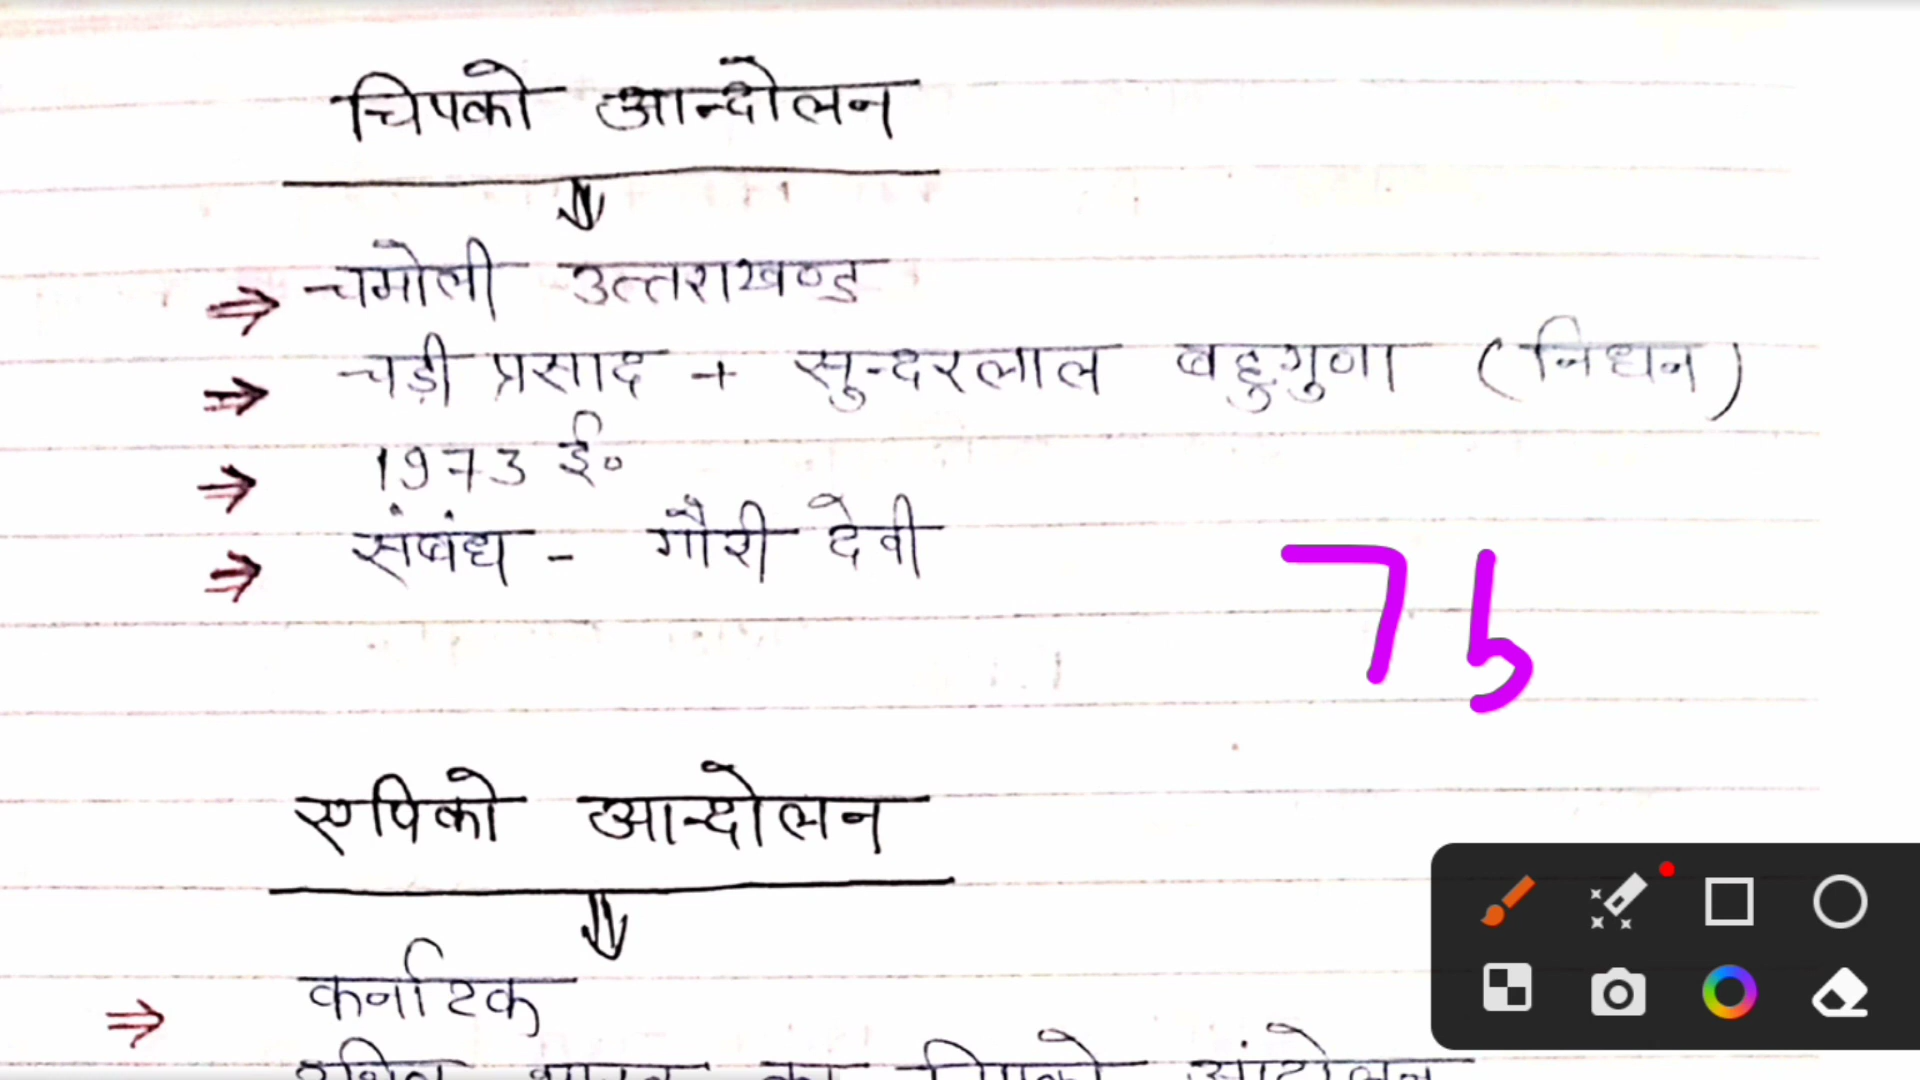 चिपको आन्दोलन
⇒ चमोली उत्तराखण्ड
⇒ चड़ी प्रसाद + सुन्दरलाल बहुगुणा (निधन)
⇒ 1973 ई०
⇒ संबंध - गौरी देवी
75
एप्पिको आन्दोलन
⇒ कर्नाटक